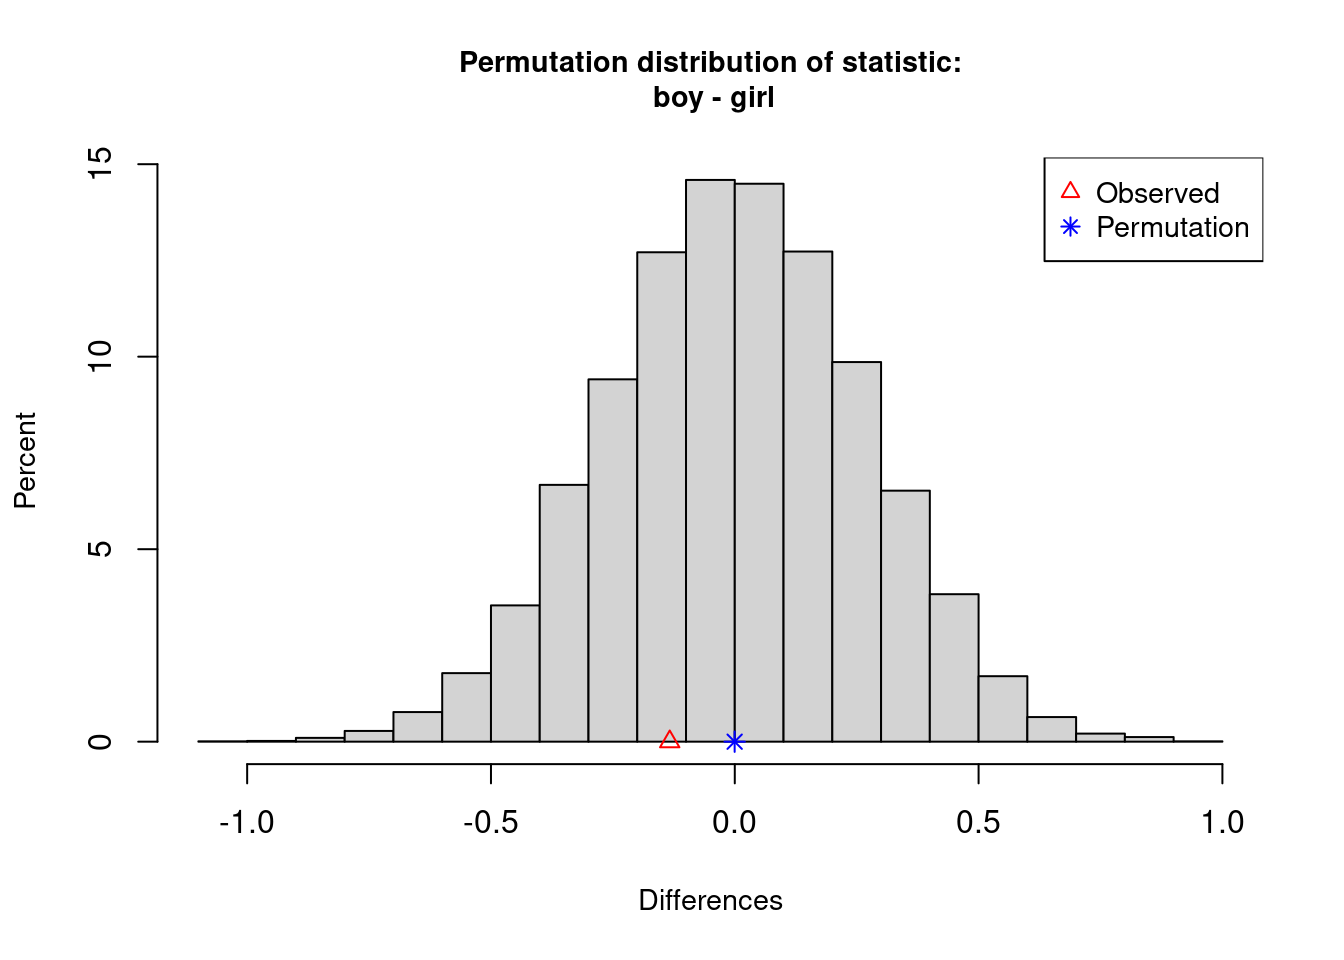 Permutation distribution of statistic:
boy - girl
Observed
Permutation
15
10
5
0
Percent
-1.0 -0.5 0.0 0.5 1.0
Differences